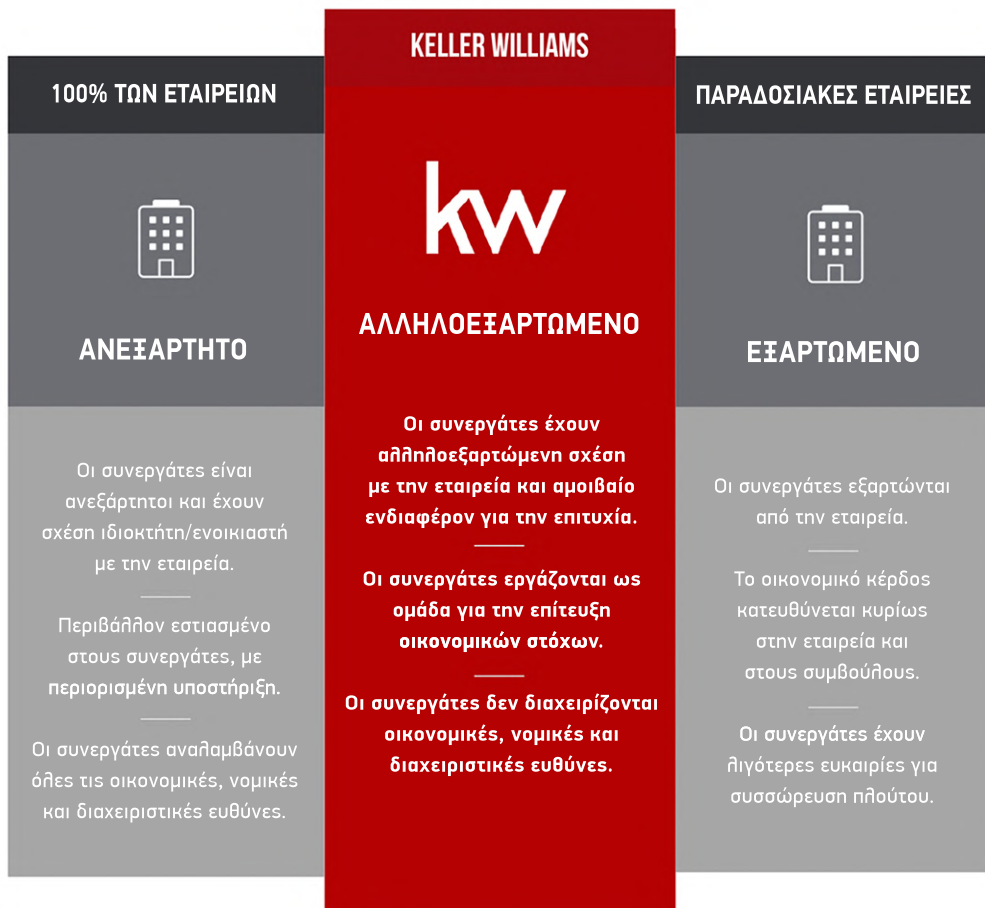 KELLER WILLIAMS
100% ΤΩΝ ΕΤΑΙΡΕΙΩΝ
ΠΑΡΑΔΟΣΙΑΚΕΣ ΕΤΑΙΡΕΙΕΣ
kw
ΑΝΕΞΑΡΤΗΤΟ
ΑΛΛΗΛΟΕΞΑΡΤΩΜΕΝΟ
ΕΞΑΡΤΩΜΕΝΟ
Οι συνεργάτες είναι
ανεξάρτητοι και έχουν
σχέση ιδιοκτήτη/ενοικιαστή
με την εταιρεία.
Περιβάλλον εστιασμένο
στους συνεργάτες, με
περιορισμένη υποστήριξη.
Οι συνεργάτες αναλαμβάνουν
όλες τις οικονομικές, νομικές
και διαχειριστικές ευθύνες.
Οι συνεργάτες έχουν
αλληλοεξαρτώμενη σχέση
με την εταιρεία και αμοιβαίο
ενδιαφέρον για την επιτυχία.
Οι συνεργάτες εργάζονται ως
ομάδα για την επίτευξη
οικονομικών στόχων.
Οι συνεργάτες δεν διαχειρίζονται
οικονομικές, νομικές και
διαχειριστικές ευθύνες.
Οι συνεργάτες εξαρτώνται
από την εταιρεία.
Το οικονομικό κέρδος
κατευθύνεται κυρίως
στην εταιρεία και
στους συμβούλους.
Οι συνεργάτες έχουν
λιγότερες ευκαιρίες για
συσσώρευση πλούτου.